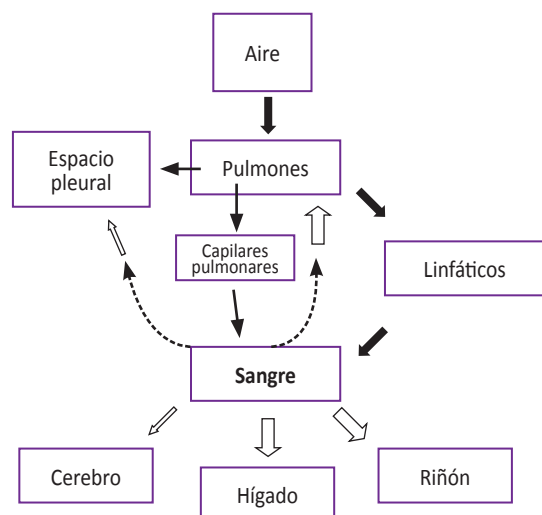 Aire
Espacio
pleural
Pulmones
Capilares
pulmonares
Linfáticos
Sangre
Cerebro
Hígado
Riñón